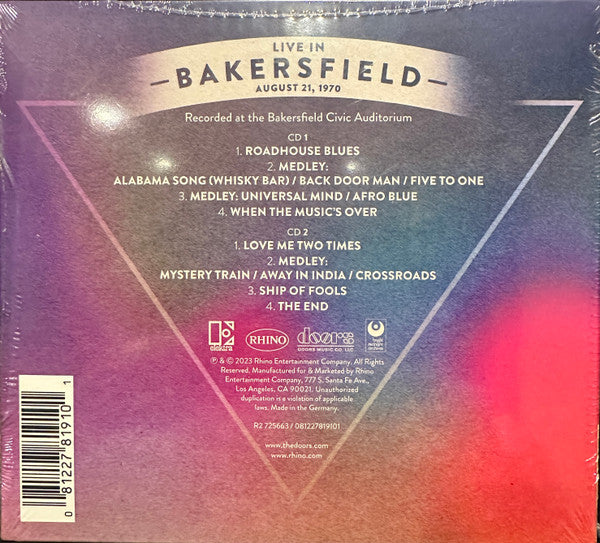 LIVE IN
BAKERSFIELD
AUGUST 21, 1970
Recorded at the Bakersfield Civic Auditorium
CD 1
1. ROADHOUSE BLUES
2. MEDLEY:
ALABAMA SONG (WHISKY BAR) / BACK DOOR MAN / FIVE TO ONE
3. MEDLEY: UNIVERSAL MIND / AFRO BLUE
4. WHEN THE MUSIC'S OVER
CD 2
1. LOVE ME TWO TIMES
2. MEDLEY:
MYSTERY TRAIN / AWAY IN INDIA / CROSSROADS
3. SHIP OF FOOLS
4. THE END
elektra
RHINO
doors
DOORS MUSIC CO, LLC
℗ & © 2023 Rhino Entertainment Company. All Rights
Reserved. Manufactured for & Marketed by Rhino
Entertainment Company, 777 S. Santa Fe Ave.,
Los Angeles, CA 90021. Unauthorized
duplication is a violation of applicable
laws. Made in the Germany.
R2 725663 / 081227819101
www.thedoors.com
www.rhino.com
0 81227 81910 1